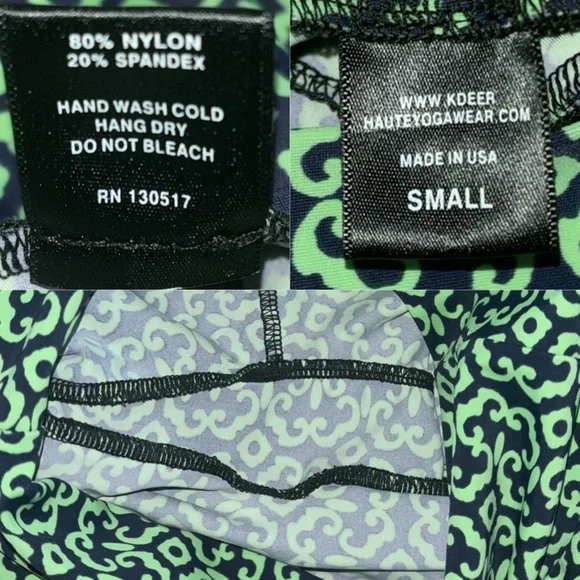 80% NYLON
20% SPANDEX
HAND WASH COLD
HANG DRY
DO NOT BLEACH
RN 130517
WWW.KDEER
HAUTEYOGAWEAR.COM
MADE IN USA
SMALL